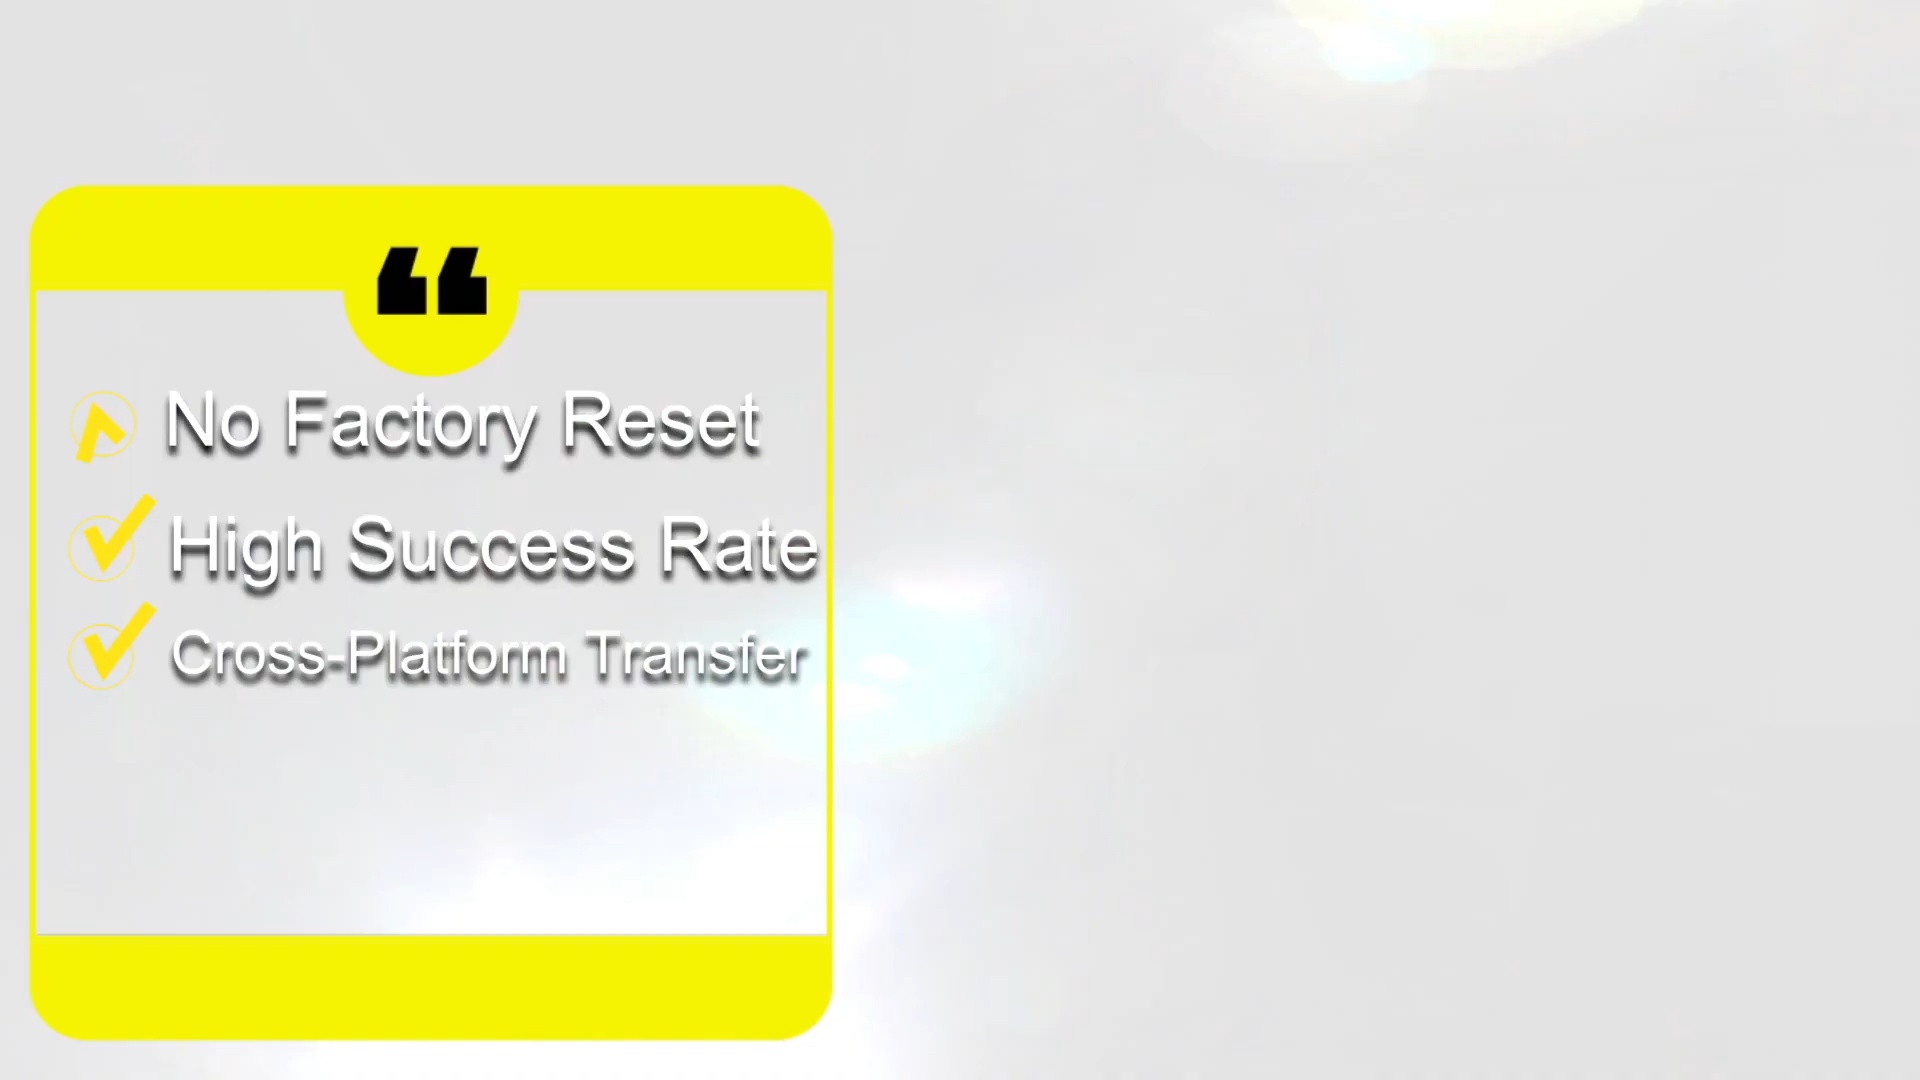 ❝
No Factory Reset
High Success Rate
Cross-Platform Transfer